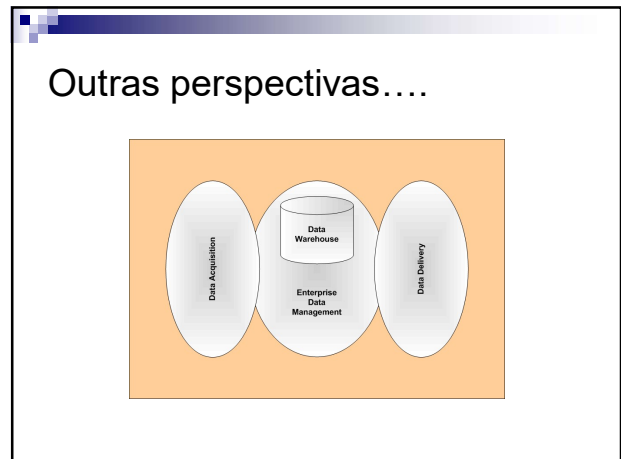 Outras perspectivas….
Data Acquisition
Data
Warehouse
Enterprise
Data
Management
Data Delivery